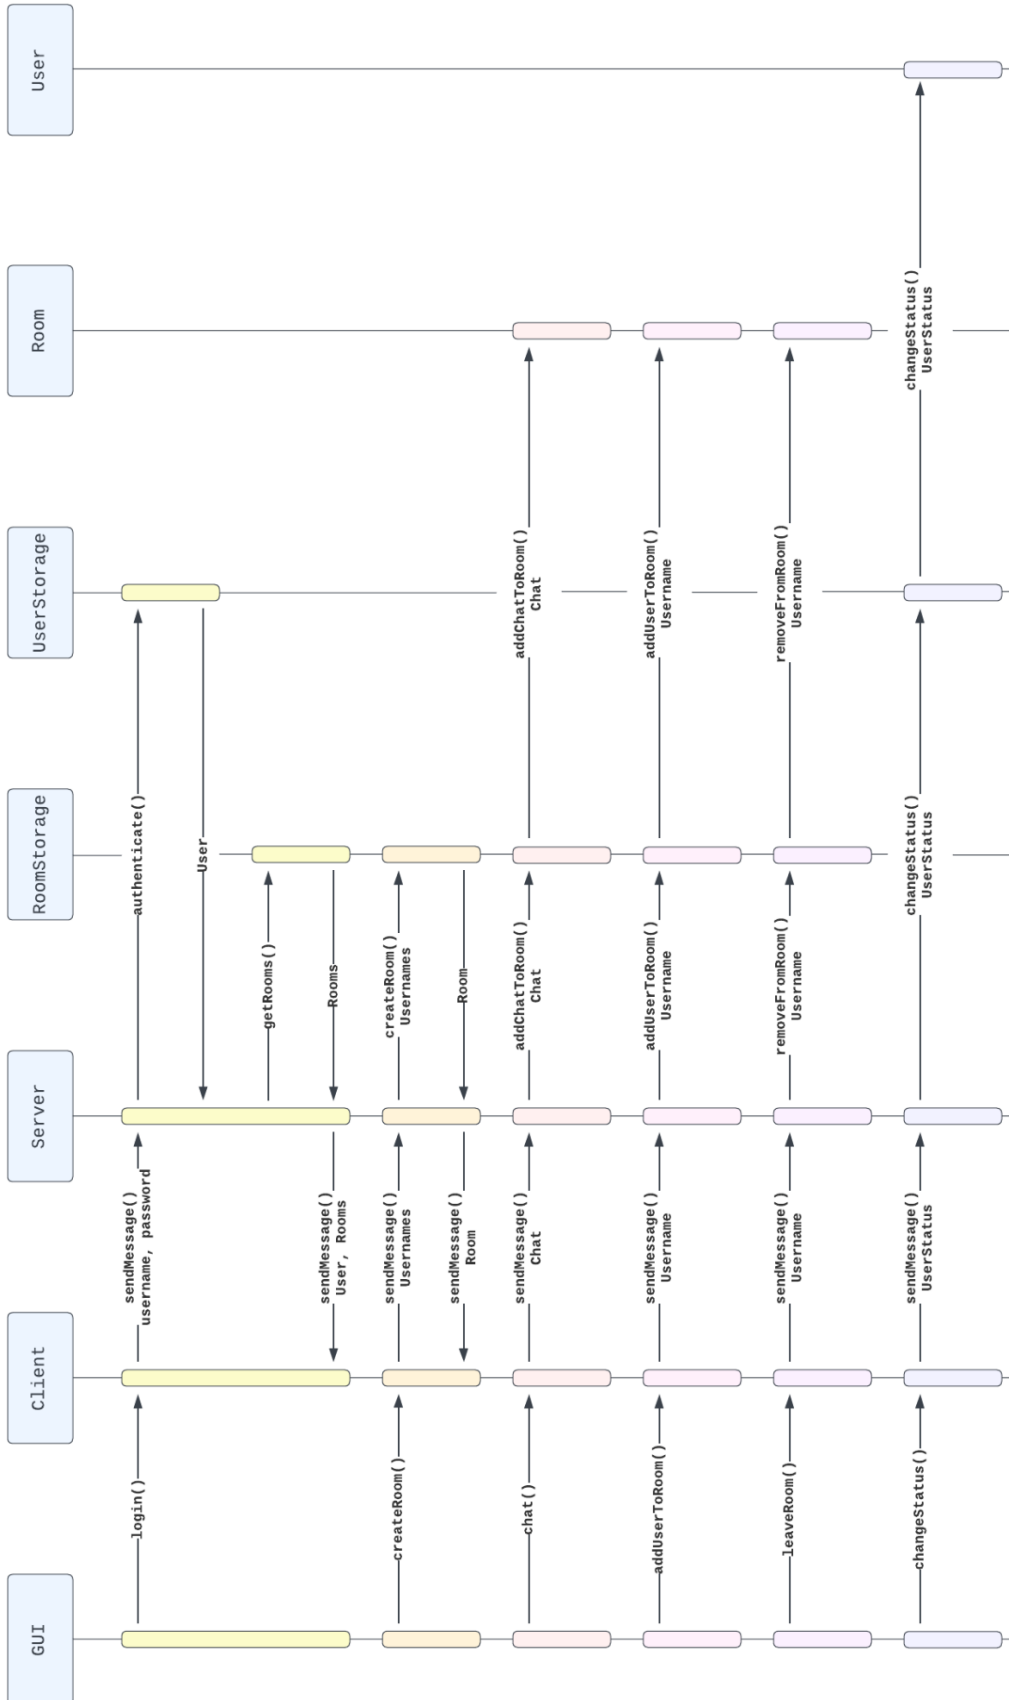 GUI
Client
Server
RoomStorage
UserStorage
Room
User
login()
sendMessage()
username, password
authenticate()
User
getRooms()
Rooms
sendMessage()
User, Rooms
createRoom()
sendMessage()
Usernames
createRoom()
Usernames
Room
sendMessage()
Room
chat()
sendMessage()
Chat
addChatToRoom()
Chat
addChatToRoom()
Chat
addUserToRoom()
sendMessage()
Username
addUserToRoom()
Username
addUserToRoom()
Username
leaveRoom()
sendMessage()
Username
removeFromRoom()
Username
removeFromRoom()
Username
changeStatus()
sendMessage()
UserStatus
changeStatus()
UserStatus
changeStatus()
UserStatus